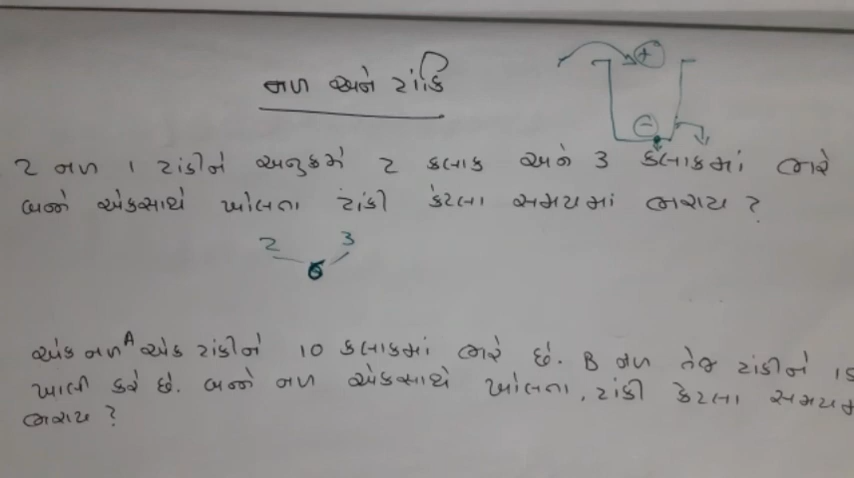 નળ અને ટાંકિ
+
−
2 નળ 1 ટાંકીને અનુક્રમે 2 કલાક અને 3 કલાકમાં ભરે
બન્ને એકસાથે ખોલતા ટાંકી કેટલા સમયમાં ભરાય ?
2 3
6
એક નળ A એક ટાંકીને 10 કલાકમાં ભરે છે. B નળ તેજ ટાંકીને
ખાલી કરે છે. બન્ને નળ એકસાથે ખોલતા, ટાંકી કેટલા સમયમ
ભરાય ?